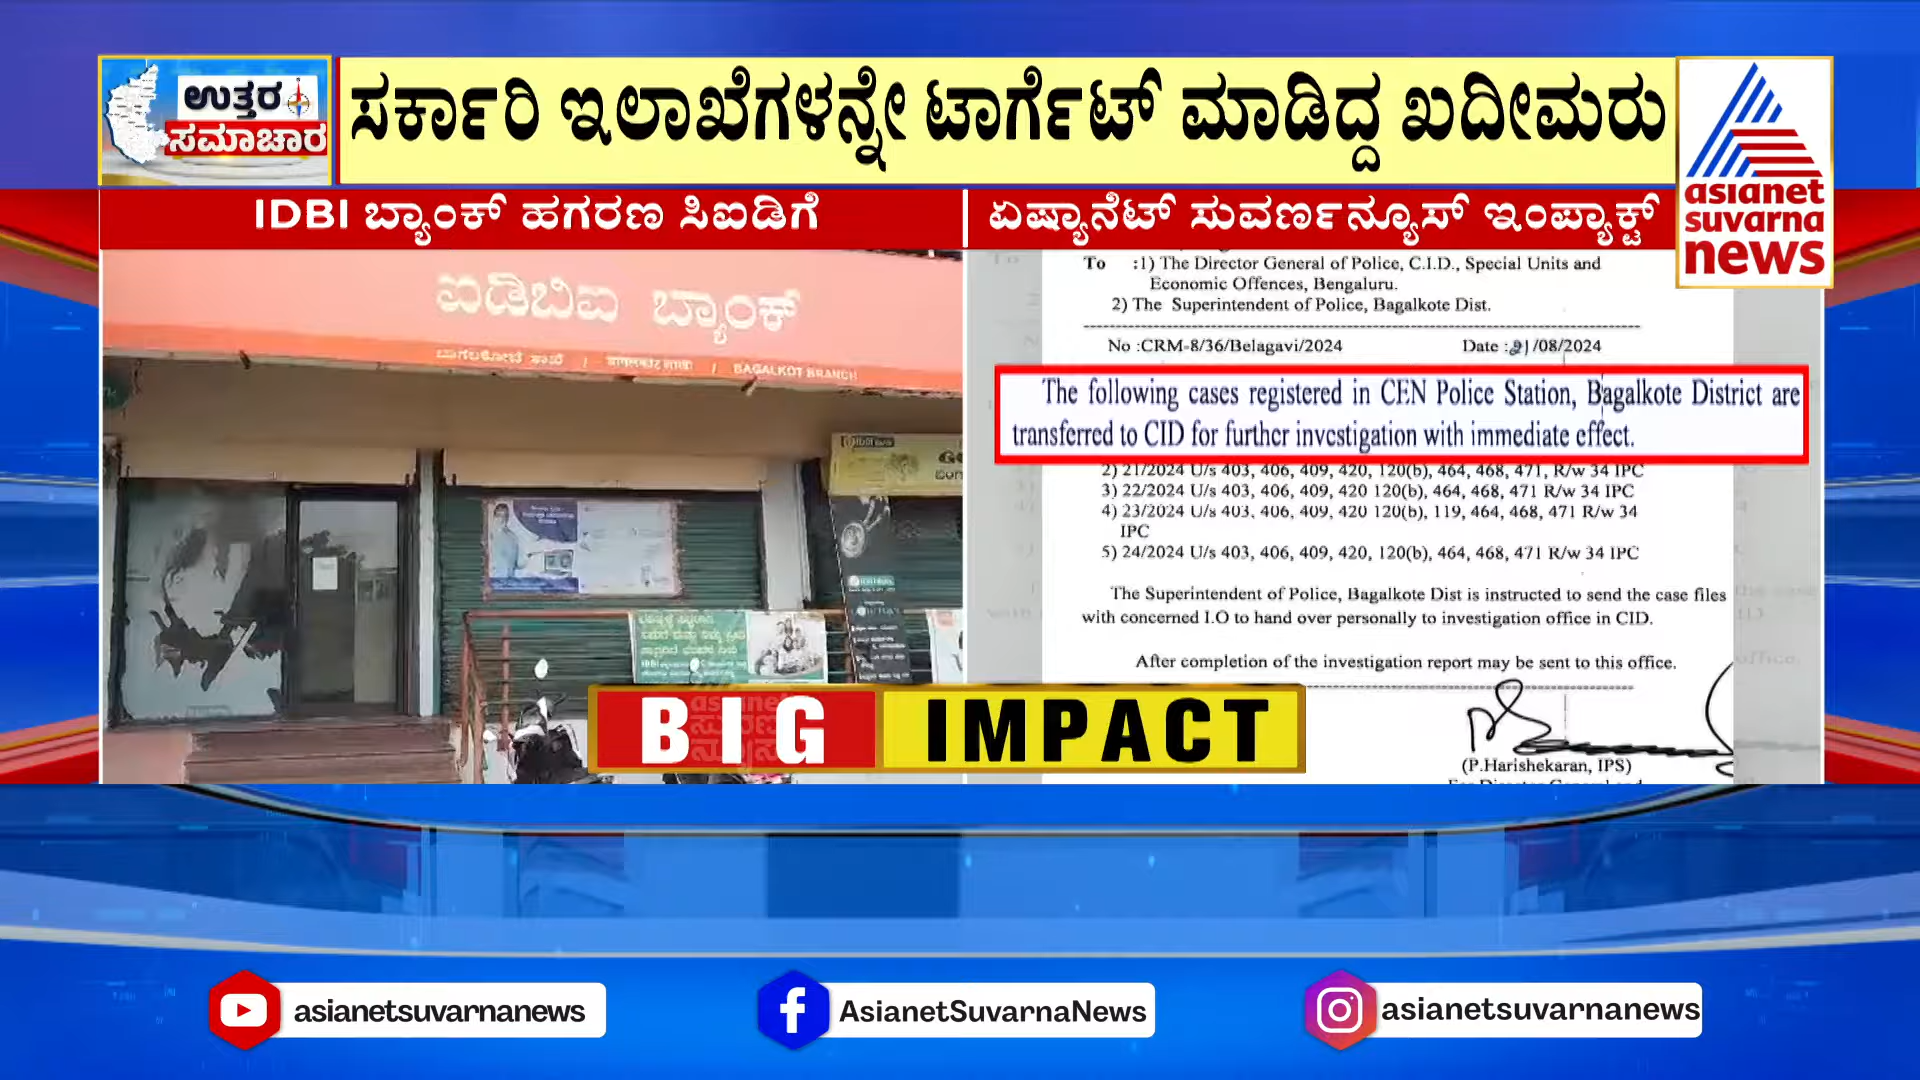 ಉತ್ತರ
ಸಮಾಚಾರ
ಸರ್ಕಾರಿ ಇಲಾಖೆಗಳನ್ನೇ ಟಾರ್ಗೆಟ್ ಮಾಡಿದ್ದ ಖದೀಮರು
asianet
suvarna
news
IDBI ಬ್ಯಾಂಕ್ ಹಗರಣ ಸಿಐಡಿಗೆ
ಏಷ್ಯಾನೆಟ್ ಸುವರ್ಣನ್ಯೂಸ್ ಇಂಪ್ಯಾಕ್ಟ್
ಐಡಿಬಿಐ ಬ್ಯಾಂಕ್
ಬಾಗಲಕೋಟೆ ಶಾಖೆ / बागलकोट शाखा / BAGALKOT BRANCH
To :1) The Director General of Police, C.I.D., Special Units and
Economic Offences, Bengaluru.
2) The Superintendent of Police, Bagalkote Dist.
No :CRM-8/36/Belagavi/2024 Date :21/08/2024
The following cases registered in CEN Police Station, Bagalkote District are
transferred to CID for further investigation with immediate effect.
2) 21/2024 U/s 403, 406, 409, 420, 120(b), 464, 468, 471, R/w 34 IPC
3) 22/2024 U/s 403, 406, 409, 420 120(b), 464, 468, 471 R/w 34 IPC
4) 23/2024 U/s 403, 406, 409, 420 120(b), 119, 464, 468, 471 R/w 34
IPC
5) 24/2024 U/s 403, 406, 409, 420, 120(b), 464, 468, 471 R/w 34 IPC
The Superintendent of Police, Bagalkote Dist is instructed to send the case files
with concerned I.O to hand over personally to investigation office in CID.
After completion of the investigation report may be sent to this office.
(P.Harishekaran, IPS)
BIG IMPACT
asianetsuvarnanews
AsianetSuvarnaNews
asianetsuvarnanews